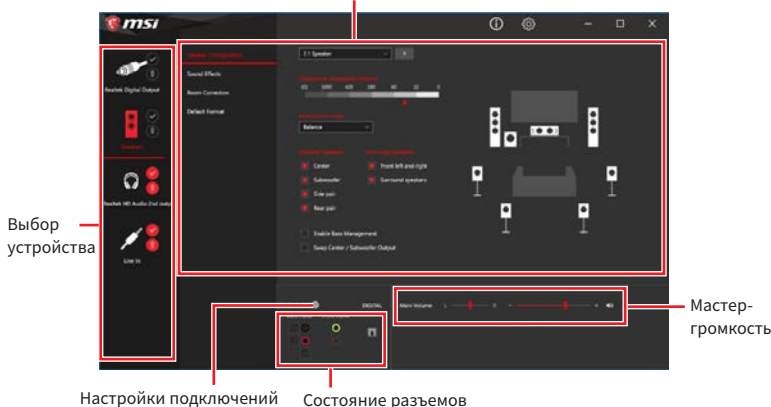 msi
Realtek Digital Output
Speakers
Realtek HD Audio 2nd output
Line In
Speaker Configuration
Sound Effects
Room Correction
Default Format
7.1 Speaker
Balance
Center
Subwoofer
Side pair
Rear pair
Front left and right
Surround speakers
Enable Bass Management
Swap Center / Subwoofer Output
DIGITAL
Main Volume
L
R
-
+
Выбор
устройства
Мастер-
громкость
Настройки подключений
Состояние разъемов